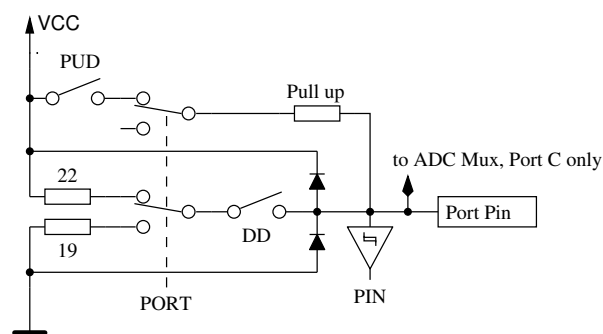 VCC
PUD
Pull up
to ADC Mux, Port C only
22
Port Pin
19
DD
PORT
PIN